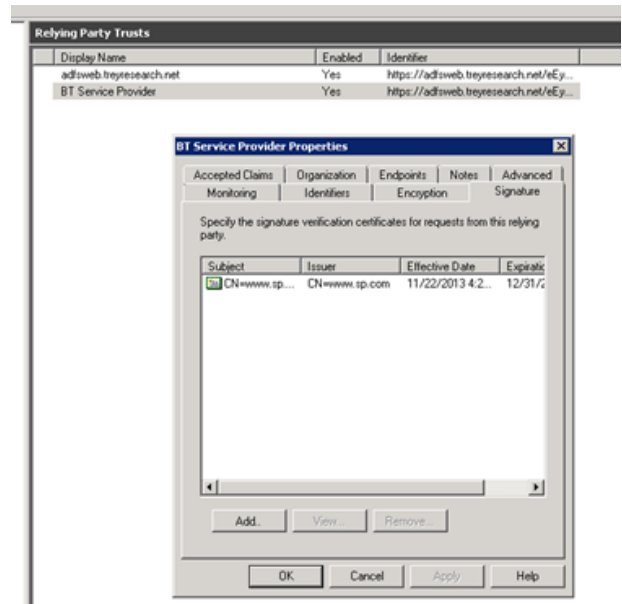 Relying Party Trusts
Display Name Enabled Identifier
adfsweb.treyresearch.net Yes https://adfsweb.treyresearch.net/eEy...
BT Service Provider Yes https://adfsweb.treyresearch.net/eEy...
BT Service Provider Properties
Accepted Claims Organization Endpoints Notes Advanced
Monitoring Identifiers Encryption Signature
Specify the signature verification certificates for requests from this relying
party.
Subject Issuer Effective Date Expiratic
CN=www.sp.... CN=www.sp.com 11/22/2013 4:2... 12/31/2
Add.. View... Remove...
OK Cancel Apply Help